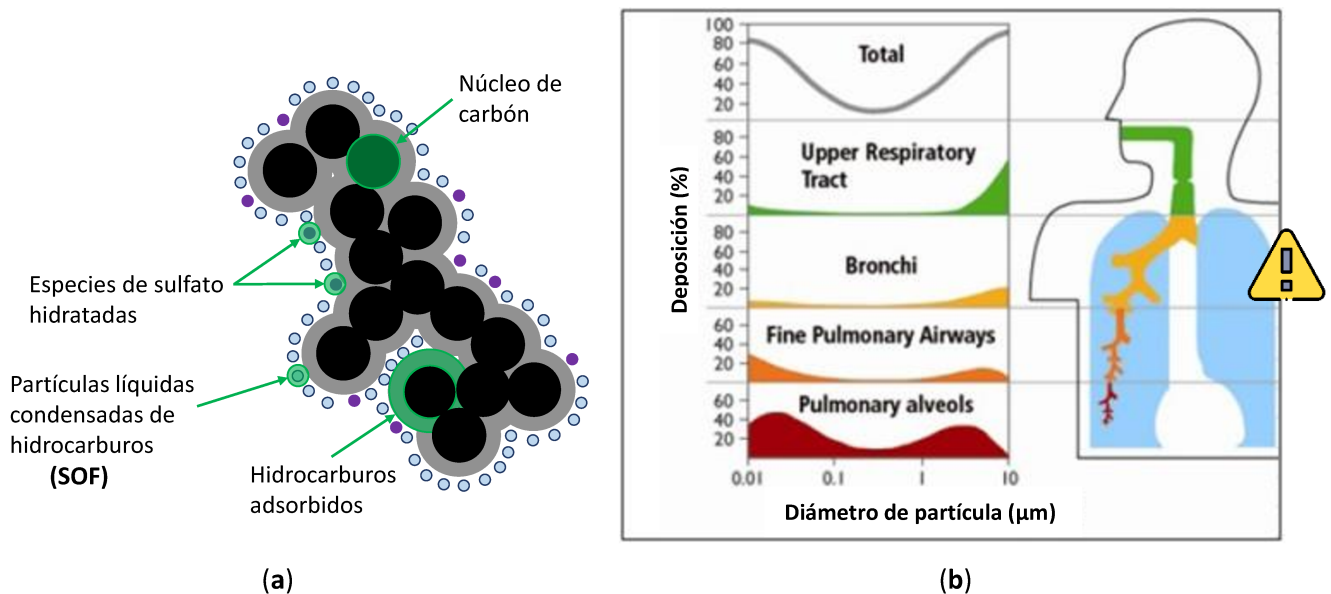 Núcleo de
carbón
Especies de sulfato
hidratadas
Partículas líquidas
condensadas de
hidrocarburos
(SOF)
Hidrocarburos
adsorbidos
(a)
Deposición (%)
100
80
60
40
20
Total
80
60
40
20
Upper Respiratory
Tract
80
60
40
20
Bronchi
60
40
20
Fine Pulmonary Airways
60
40
20
Pulmonary alveols
0.01 0.1 1 10
Diámetro de partícula (µm)
!
(b)